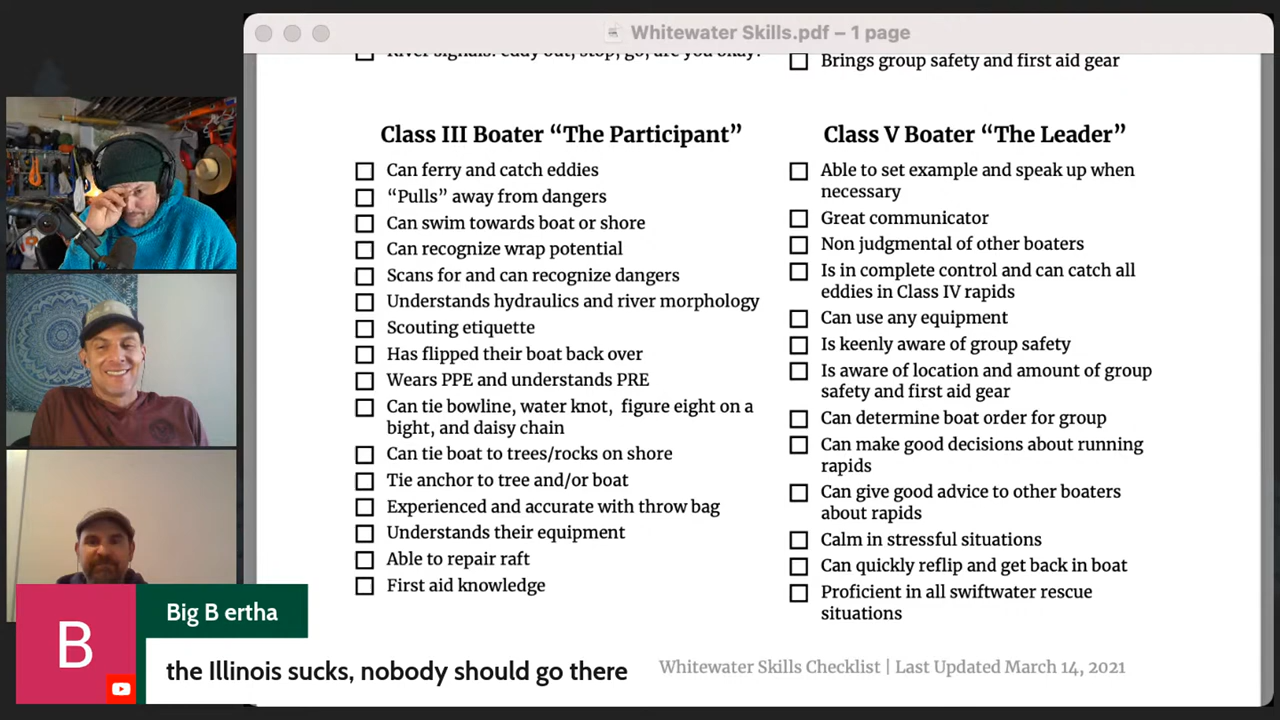 Whitewater Skills.pdf – 1 page
River signals: eddy out, stop, go, are you okay?
Brings group safety and first aid gear
Class III Boater “The Participant”
Can ferry and catch eddies
“Pulls” away from dangers
Can swim towards boat or shore
Can recognize wrap potential
Scans for and can recognize dangers
Understands hydraulics and river morphology
Scouting etiquette
Has flipped their boat back over
Wears PPE and understands PRE
Can tie bowline, water knot, figure eight on a
bight, and daisy chain
Can tie boat to trees/rocks on shore
Tie anchor to tree and/or boat
Experienced and accurate with throw bag
Understands their equipment
Able to repair raft
First aid knowledge
Class V Boater “The Leader”
Able to set example and speak up when
necessary
Great communicator
Non judgmental of other boaters
Is in complete control and can catch all
eddies in Class IV rapids
Can use any equipment
Is keenly aware of group safety
Is aware of location and amount of group
safety and first aid gear
Can determine boat order for group
Can make good decisions about running
rapids
Can give good advice to other boaters
about rapids
Calm in stressful situations
Can quickly reflip and get back in boat
Proficient in all swiftwater rescue
situations
Whitewater Skills Checklist | Last Updated March 14, 2021
B
Big B ertha
the Illinois sucks, nobody should go there